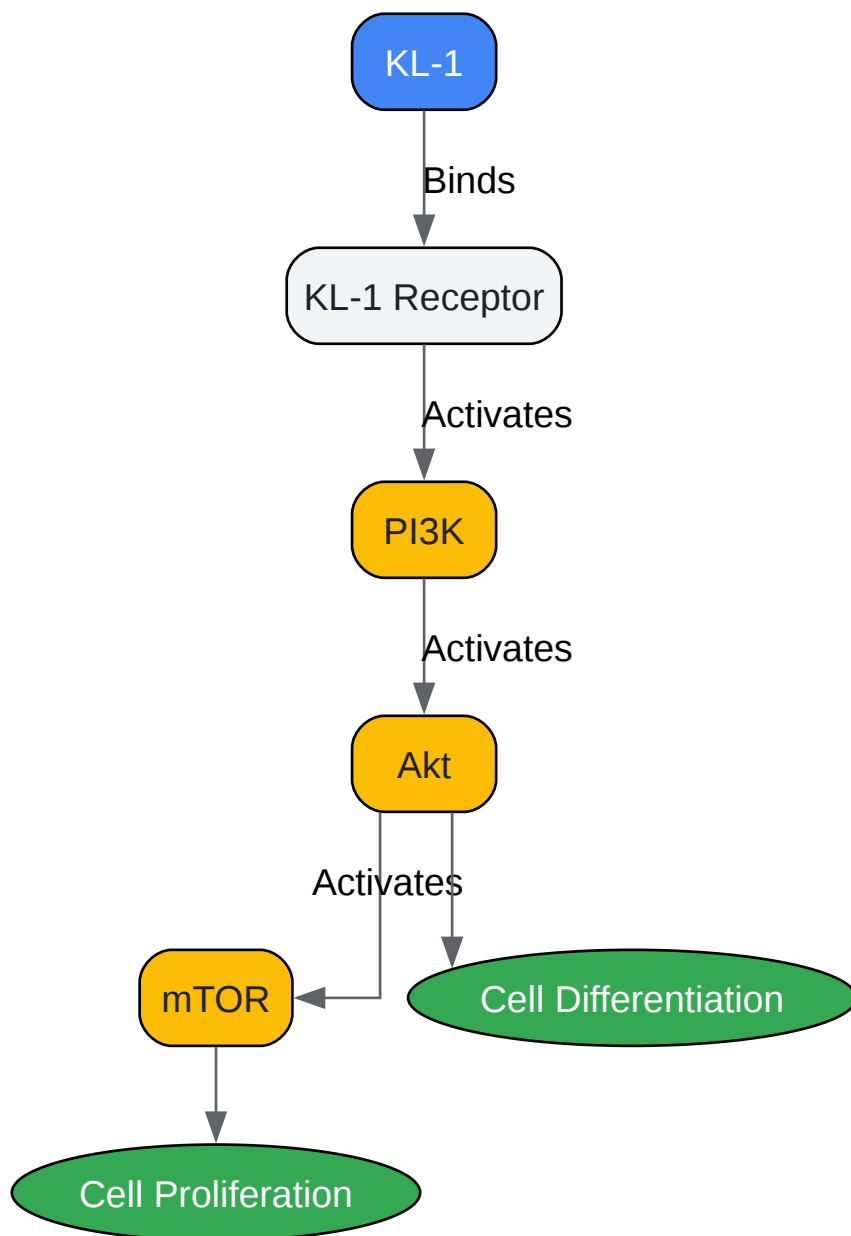 KL-1
Binds
KL-1 Receptor
Activates
PI3K
Activates
Akt
Activates
mTOR
Cell Differentiation
Cell Proliferation